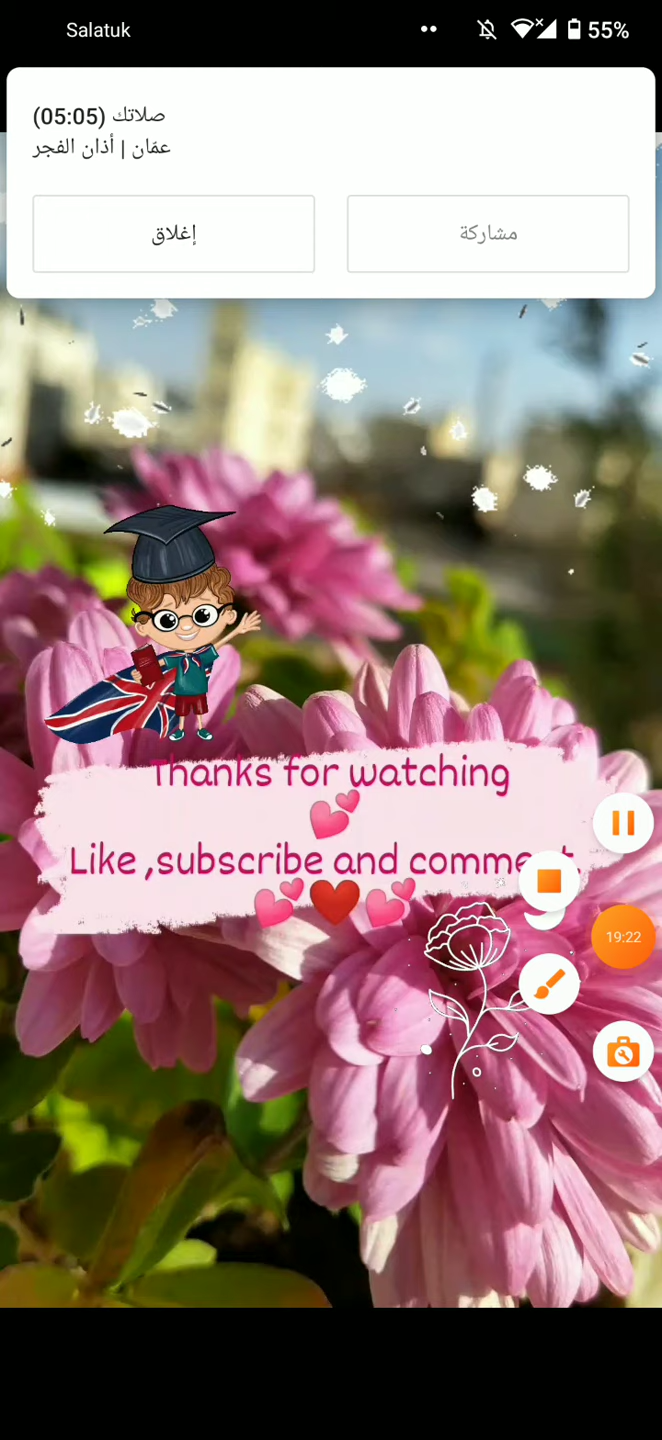 Salatuk
55%
صلاتك (05:05)
عمّان | أذان الفجر
إغلاق
مشاركة
Thanks for watching
💕
Like ,subscribe and comment.
💕❤️💕
19:22